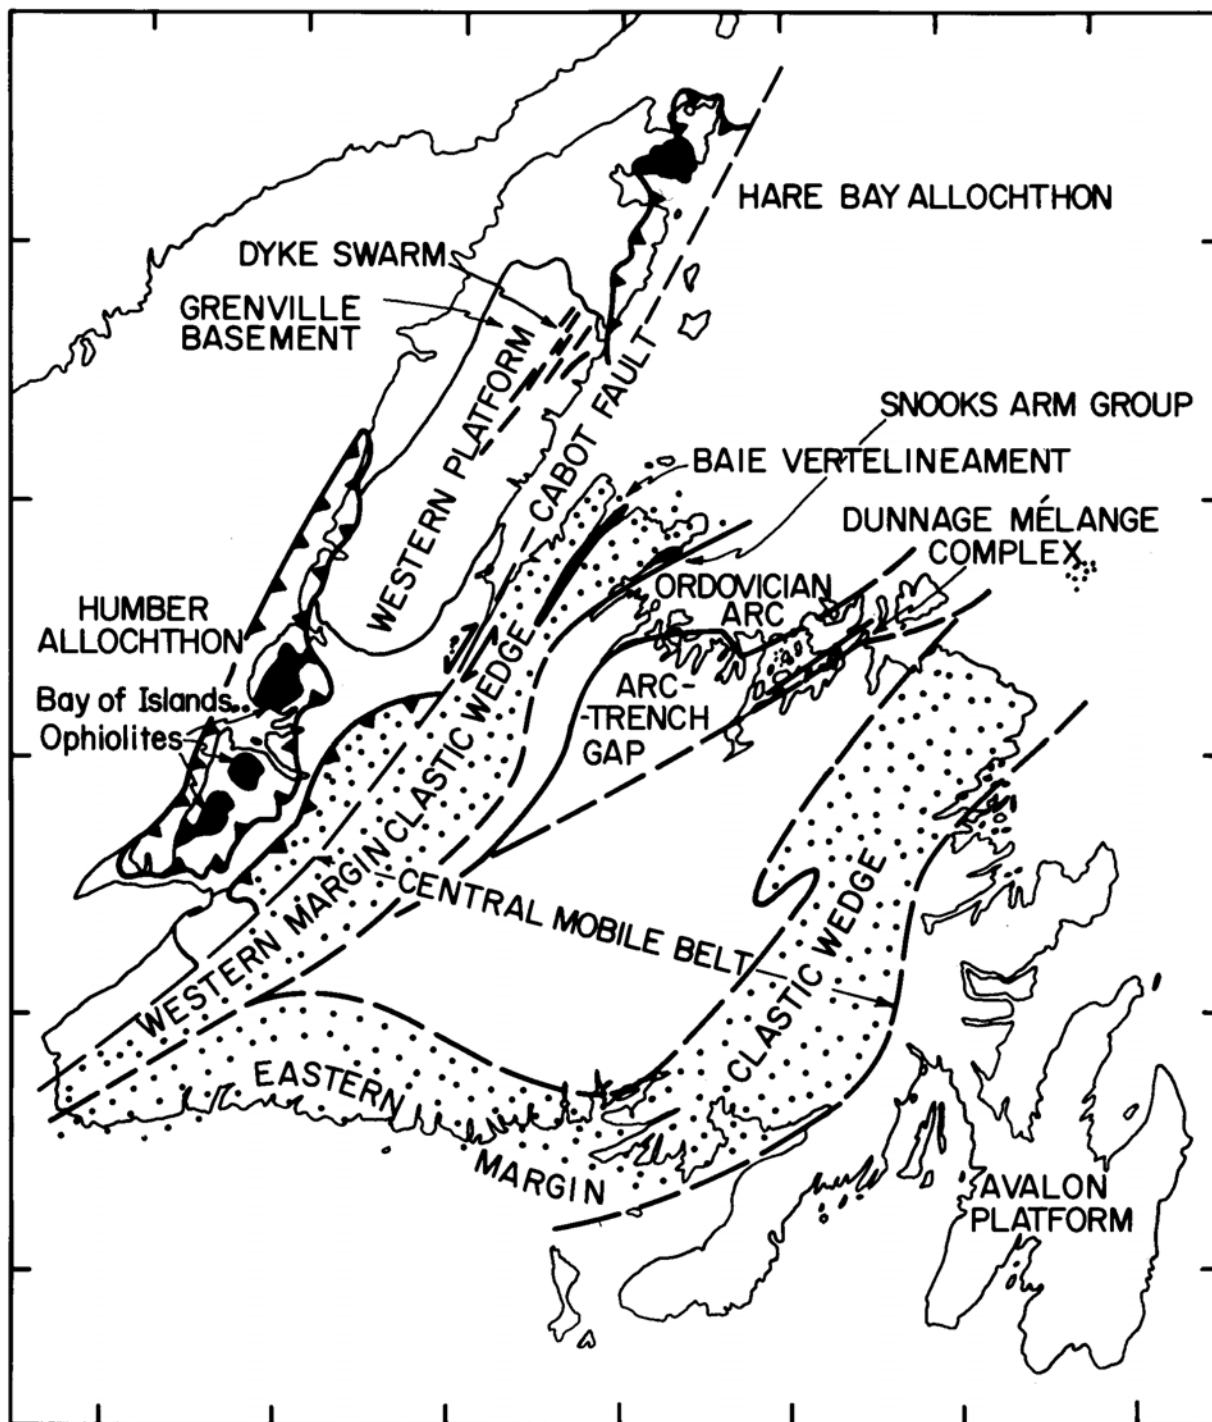 HARE BAY ALLOCHTHON
DYKE SWARM
GRENVILLE
BASEMENT
WESTERN PLATFORM
CABOT FAULT
SNOOKS ARM GROUP
BAIE VERTELINEAMENT
DUNNAGE MÉLANGE
COMPLEX
ORDOVICIAN
ARC
HUMBER
ALLOCHTHON
Bay of Islands
Ophiolites
ARC-
-TRENCH
GAP
WESTERN MARGIN CLASTIC WEDGE
CENTRAL MOBILE BELT
EASTERN
MARGIN
CLASTIC WEDGE
AVALON
PLATFORM